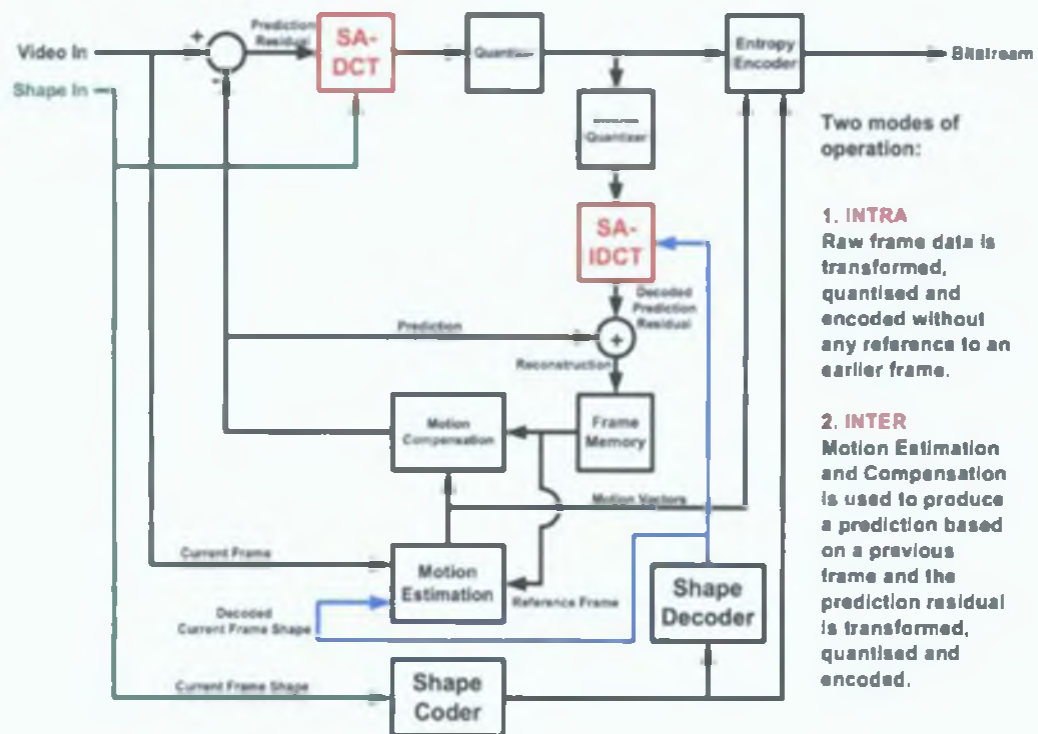 Prediction
Residual
Video In
+
-
SA-
DCT
Quantizer
Entropy
Encoder
Bitstream
Shape In
Quantizer
SA-
IDCT
Decoded
Prediction
Residual
Prediction
+
Reconstruction
Motion
Compensation
Frame
Memory
Motion Vectors
Current Frame
Motion
Estimation
Reference Frame
Decoded
Current Frame Shape
Shape
Decoder
Current Frame Shape
Shape
Coder
Two modes of
operation:
1. INTRA
Raw frame data is
transformed,
quantised and
encoded without
any reference to an
earlier frame.
2. INTER
Motion Estimation
and Compensation
is used to produce
a prediction based
on a previous
frame and the
prediction residual
is transformed,
quantised and
encoded.